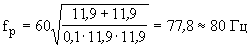 fр = 60√((11,9 + 11,9)/(0,1·11,9·11,9)) = 77,8 ≈ 80 Гц